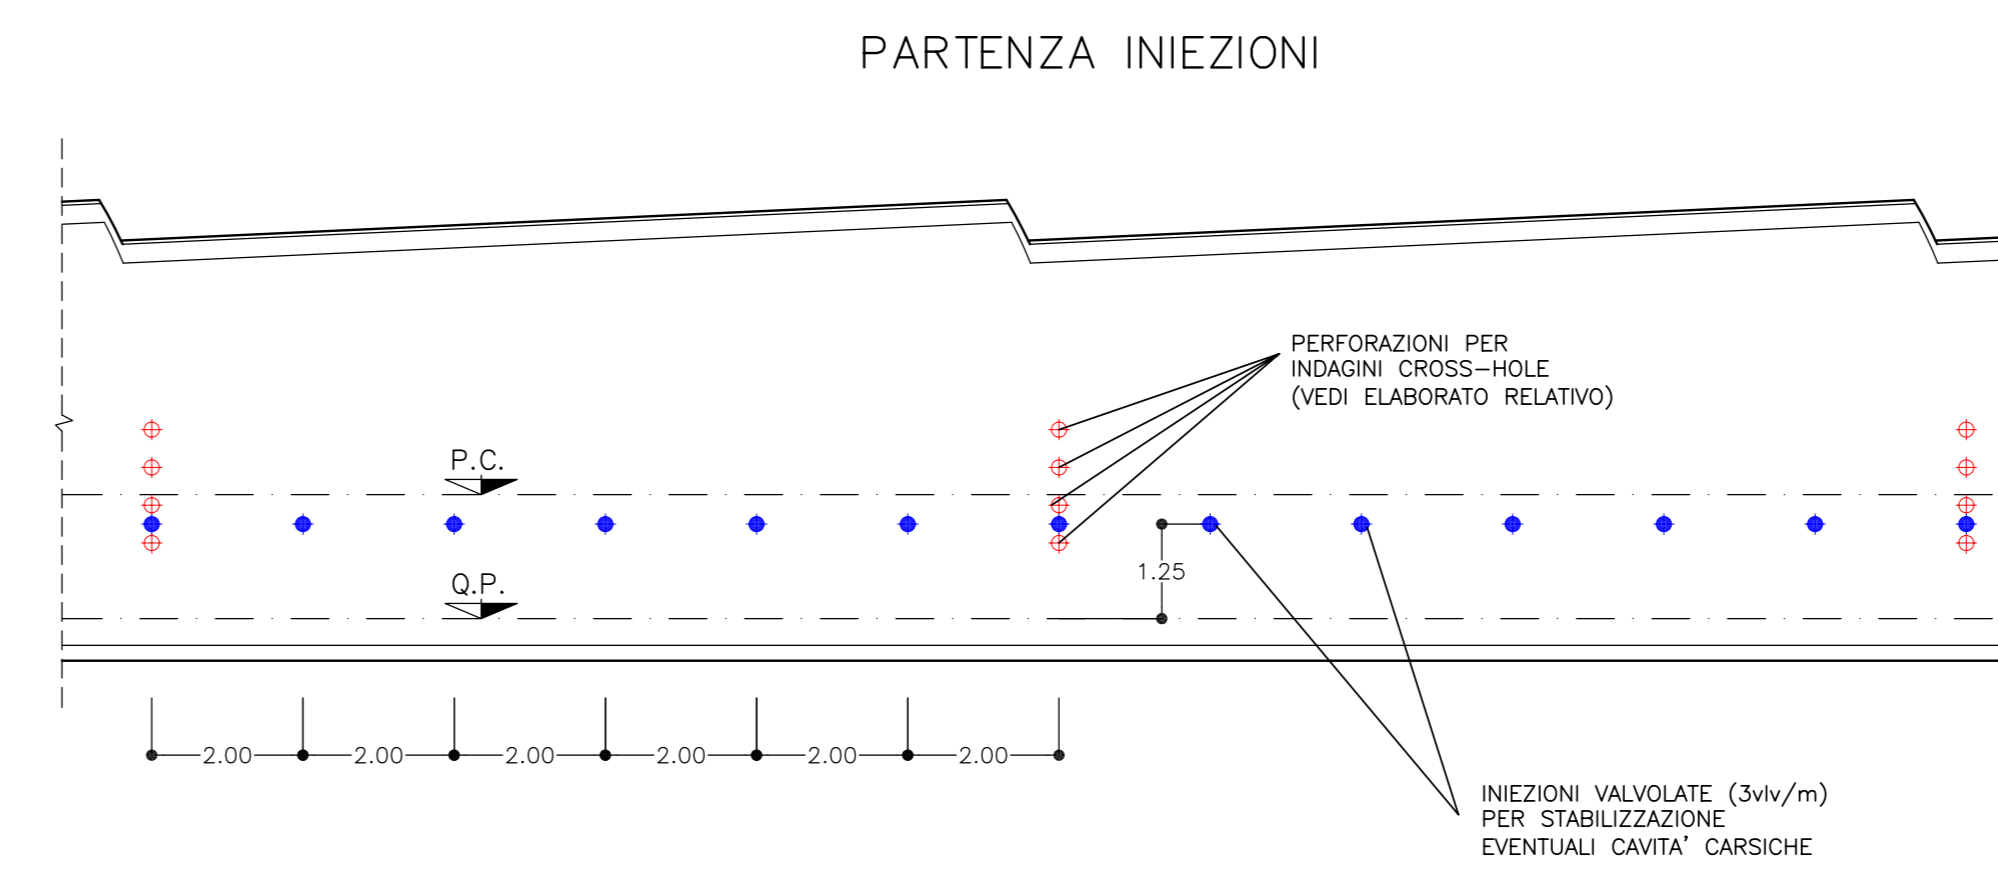 PARTENZA INIEZIONI
PERFORAZIONI PER
INDAGINI CROSS-HOLE
(VEDI ELABORATO RELATIVO)
P.C.
Q.P.
1.25
2.00 2.00 2.00 2.00 2.00 2.00
INIEZIONI VALVOLATE (3vlv/m)
PER STABILIZZAZIONE
EVENTUALI CAVITA' CARSICHE